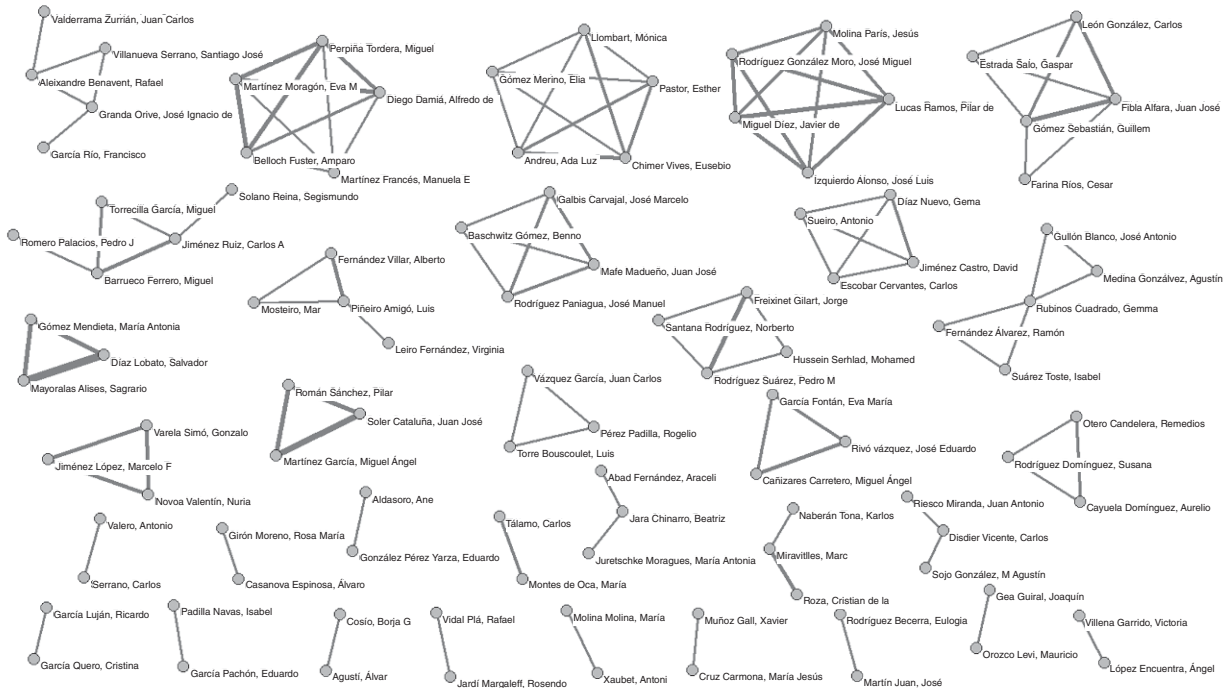 Valderrama Zurrián, Juan Carlos
Villanueva Serrano, Santiago José
Aleixandre Benavent, Rafael
Granda Orive, José Ignacio de
García Río, Francisco
Perpiña Tordera, Miguel
Martínez Moragón, Eva M
Diego Damiá, Alfredo de
Belloch Fuster, Amparo
Martínez Francés, Manuela E
Llombart, Mónica
Gómez Merino, Elia
Pastor, Esther
Andreu, Ada Luz
Chimer Vives, Eusebio
Molina París, Jesús
Rodríguez González Moro, José Miguel
Lucas Ramos, Pilar de
Miguel Díez, Javier de
Izquierdo Alonso, José Luis
León González, Carlos
Estrada Salo, Gaspar
Fibla Alfara, Juan José
Gómez Sebastián, Guillem
Farina Ríos, Cesar
Solano Reina, Segismundo
Torrecilla García, Miguel
Romero Palacios, Pedro J
Jiménez Ruiz, Carlos A
Barrueco Ferrero, Miguel
Fernández Villar, Alberto
Mosteiro, Mar
Piñeiro Amigó, Luis
Leiro Fernández, Virginia
Galbis Carvajal, José Marcelo
Baschwitz Gómez, Benno
Mafe Madueño, Juan José
Rodríguez Paniagua, José Manuel
Díaz Nuevo, Gema
Sueiro, Antonio
Jiménez Castro, David
Escobar Cervantes, Carlos
Gullón Blanco, José Antonio
Medina Gonzálvez, Agustín
Rubinos Cuadrado, Gemma
Fernández Álvarez, Ramón
Suárez Toste, Isabel
Gómez Mendieta, María Antonia
Díaz Lobato, Salvador
Mayoralas Alises, Sagrario
Freixinet Gilart, Jorge
Santana Rodríguez, Norberto
Hussein Serhlad, Mohamed
Rodríguez Suárez, Pedro M
Román Sánchez, Pilar
Soler Cataluña, Juan José
Martínez García, Miguel Ángel
Vázquez García, Juan Carlos
Pérez Padilla, Rogelio
Torre Bouscoulet, Luis
García Fontán, Eva María
Rivó vázquez, José Eduardo
Cañizares Carretero, Miguel Ángel
Otero Candelera, Remedios
Rodríguez Domínguez, Susana
Cayuela Domínguez, Aurelio
Varela Simó, Gonzalo
Jiménez López, Marcelo F
Novoa Valentín, Nuria
Valero, Antonio
Serrano, Carlos
Girón Moreno, Rosa María
Casanova Espinosa, Álvaro
Aldasoro, Ane
González Pérez Yarza, Eduardo
Tálamo, Carlos
Montes de Oca, María
Abad Fernández, Araceli
Jara Chinarro, Beatriz
Juretschke Moragues, María Antonia
Naberán Tona, Karlos
Miravitlles, Marc
Roza, Cristian de la
Riesco Miranda, Juan Antonio
Disdier Vicente, Carlos
Sojo González, M Agustín
García Luján, Ricardo
García Quero, Cristina
Padilla Navas, Isabel
García Pachón, Eduardo
Cosío, Borja G
Agustí, Álvar
Vidal Plá, Rafael
Jardí Margaleff, Rosendo
Molina Molina, María
Xaubet, Antoni
Muñoz Gall, Xavier
Cruz Carmona, María Jesús
Rodríguez Becerra, Eulogia
Martín Juan, José
Gea Guiral, Joaquín
Orozco Levi, Mauricio
Villena Garrido, Victoria
López Encuentra, Ángel